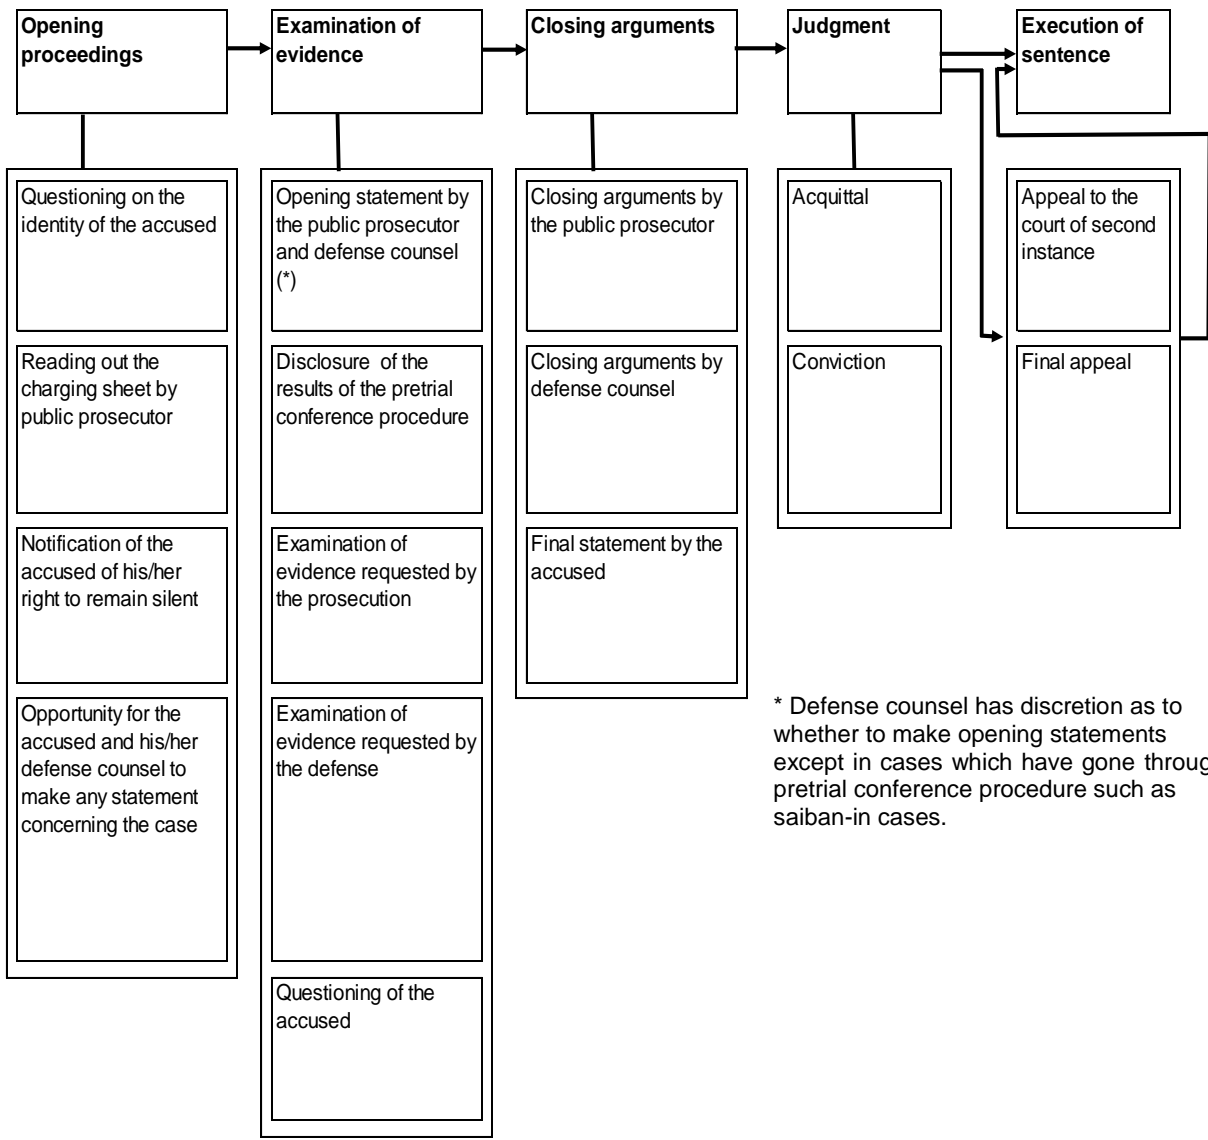 Opening
proceedings
Examination of
evidence
Closing arguments
Judgment
Execution of
sentence
Questioning on the
identity of the accused
Reading out the
charging sheet by
public prosecutor
Notification of the
accused of his/her
right to remain silent
Opportunity for the
accused and his/her
defense counsel to
make any statement
concerning the case
Opening statement by
the public prosecutor
and defense counsel
(*)
Disclosure of the
results of the pretrial
conference procedure
Examination of
evidence requested by
the prosecution
Examination of
evidence requested by
the defense
Questioning of the
accused
Closing arguments by
the public prosecutor
Closing arguments by
defense counsel
Final statement by the
accused
Acquittal
Conviction
Appeal to the
court of second
instance
Final appeal
* Defense counsel has discretion as to
whether to make opening statements
except in cases which have gone throug
pretrial conference procedure such as
saiban-in cases.